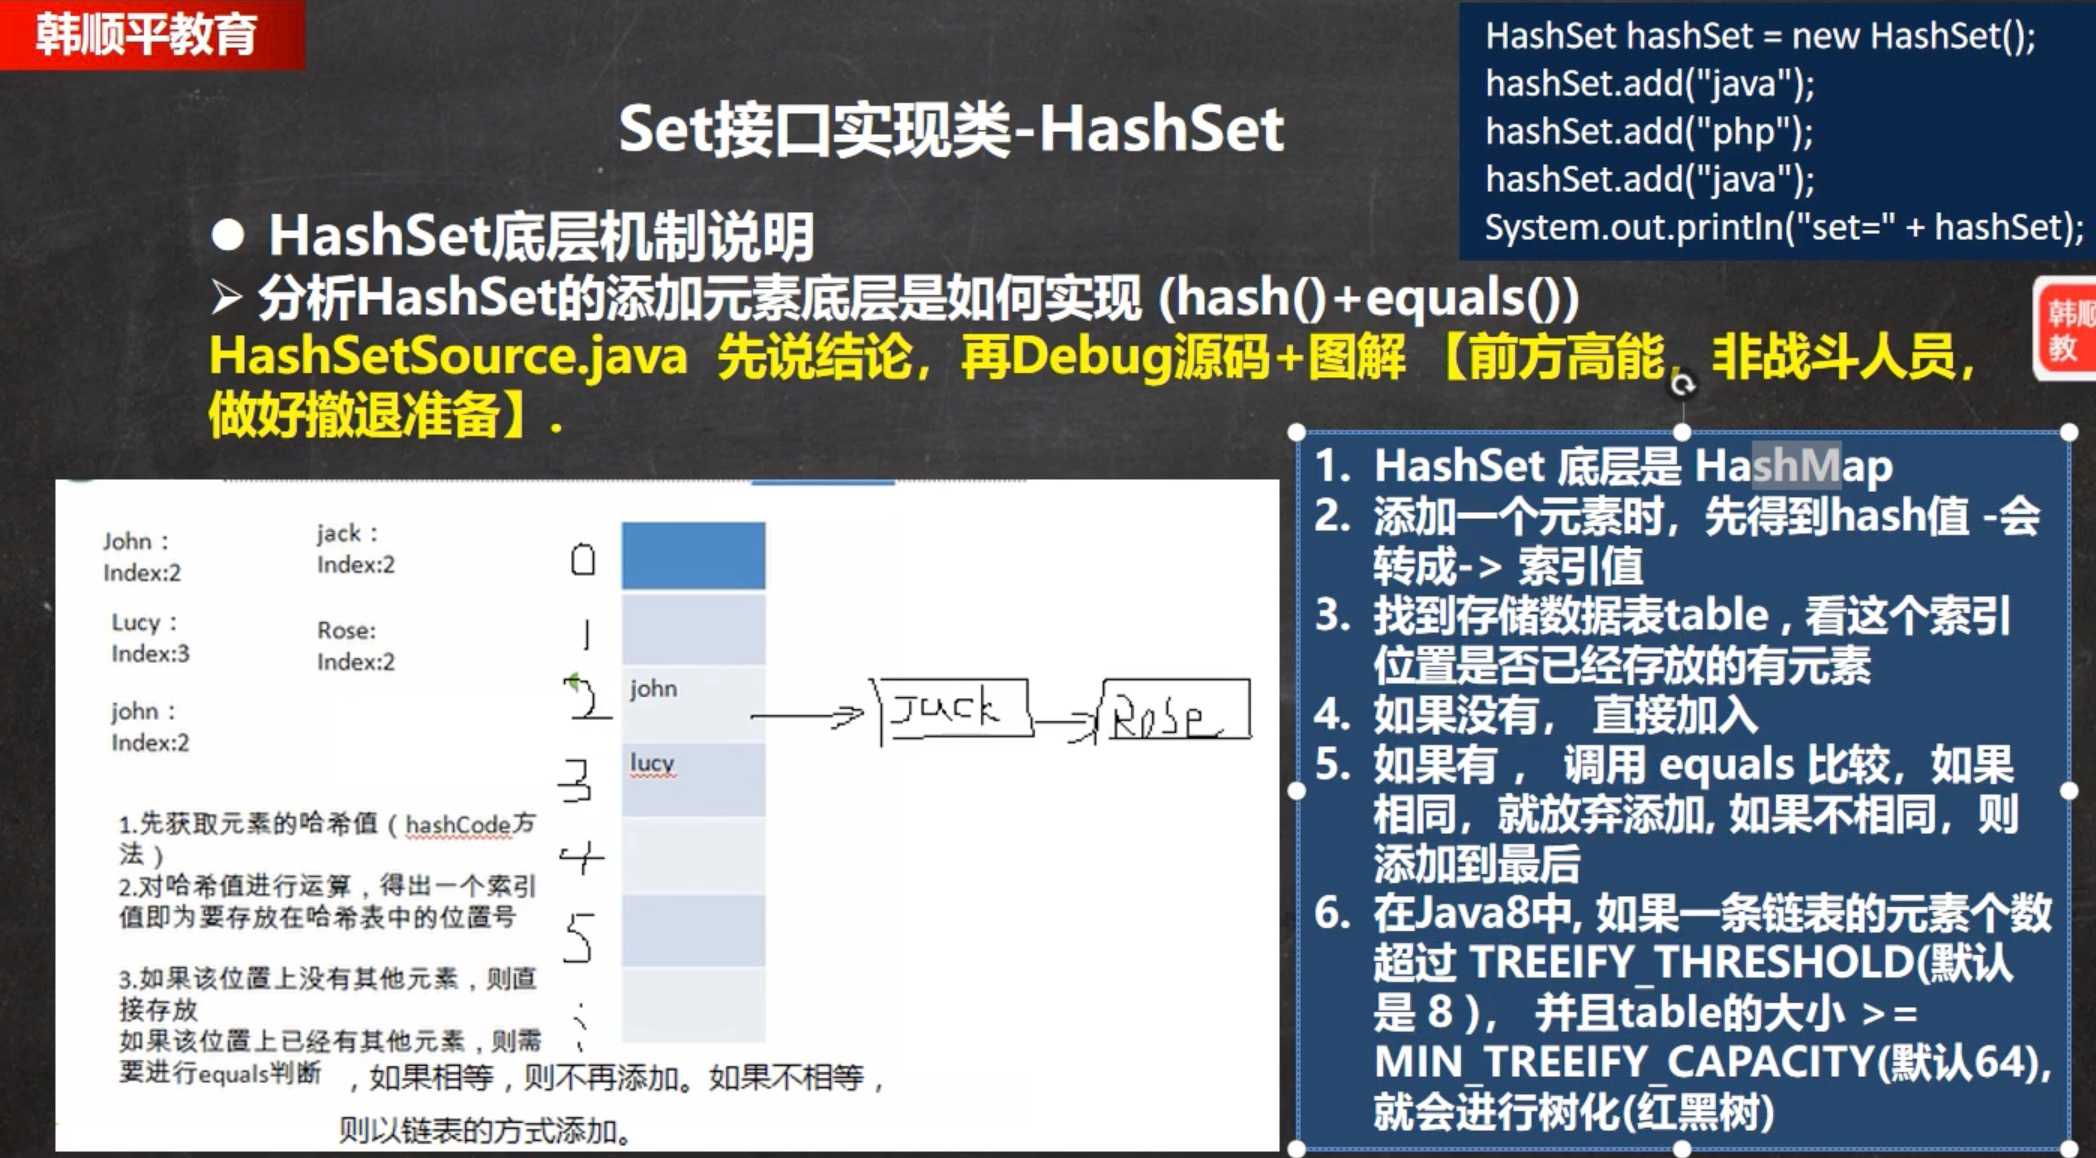 韩顺平教育
HashSet hashSet = new HashSet();
hashSet.add("java");
hashSet.add("php");
hashSet.add("java");
System.out.println("set=" + hashSet);
Set接口实现类-HashSet
● HashSet底层机制说明
➢ 分析HashSet的添加元素底层是如何实现 (hash()+equals())
HashSetSource.java 先说结论，再Debug源码+图解 【前方高能，非战斗人员，
做好撤退准备】.
韩顺
教
John：
Index:2
jack：
Index:2
Lucy：
Index:3
Rose:
Index:2
john：
Index:2
1.先获取元素的哈希值（hashCode方
法）
2.对哈希值进行运算，得出一个索引
值即为要存放在哈希表中的位置号
3.如果该位置上没有其他元素，则直
接存放
如果该位置上已经有其他元素，则需
要进行equals判断 ，如果相等，则不再添加。如果不相等，
则以链表的方式添加。
0
1
2 john Jack Rose
3 lucy
4
5
1. HashSet 底层是 HashMap
2. 添加一个元素时，先得到hash值 -会
转成-> 索引值
3. 找到存储数据表table , 看这个索引
位置是否已经存放的有元素
4. 如果没有， 直接加入
5. 如果有 ， 调用 equals 比较，如果
相同，就放弃添加, 如果不相同，则
添加到最后
6. 在Java8中, 如果一条链表的元素个数
超过 TREEIFY_THRESHOLD(默认
是 8 )， 并且table的大小 >=
MIN_TREEIFY_CAPACITY(默认64),
就会进行树化(红黑树)